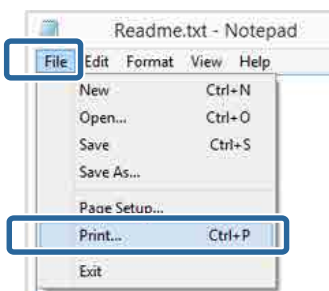 Readme.txt - Notepad
File Edit Format View Help
New Ctrl+N
Open... Ctrl+O
Save Ctrl+S
Save As...
Page Setup...
Print... Ctrl+P
Exit